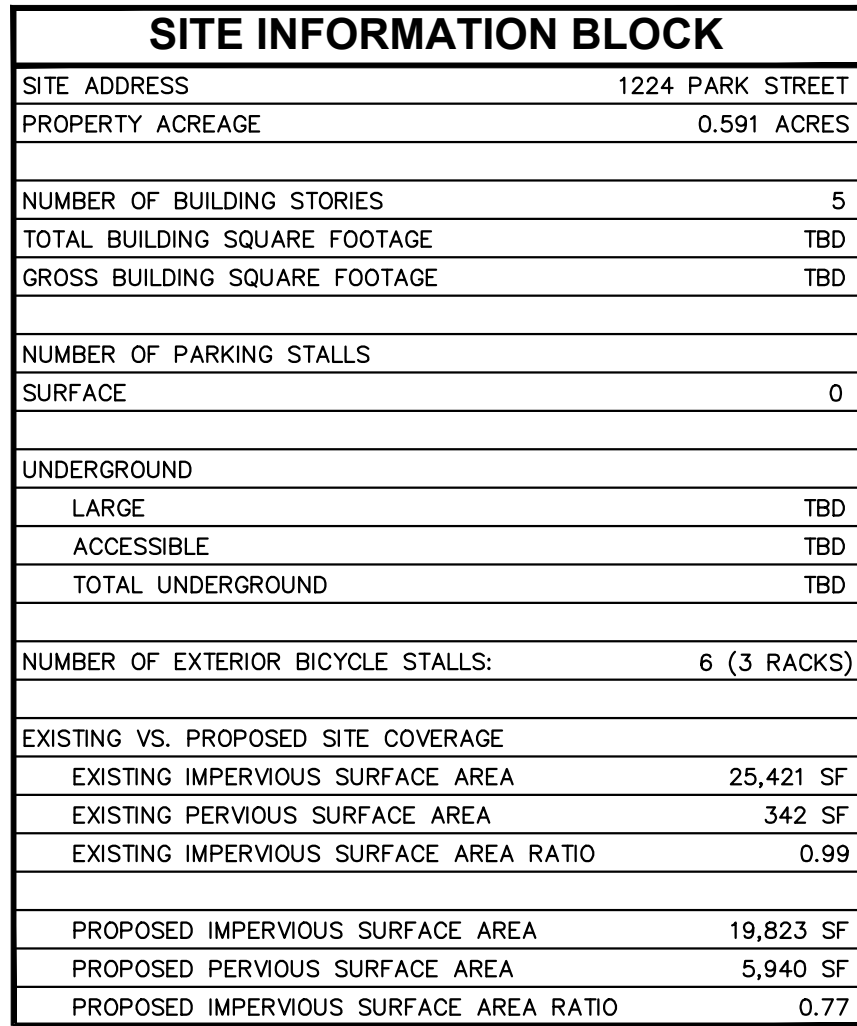 SITE INFORMATION BLOCK
SITE ADDRESS 1224 PARK STREET
PROPERTY ACREAGE 0.591 ACRES
NUMBER OF BUILDING STORIES 5
TOTAL BUILDING SQUARE FOOTAGE TBD
GROSS BUILDING SQUARE FOOTAGE TBD
NUMBER OF PARKING STALLS
SURFACE 0
UNDERGROUND
LARGE TBD
ACCESSIBLE TBD
TOTAL UNDERGROUND TBD
NUMBER OF EXTERIOR BICYCLE STALLS: 6 (3 RACKS)
EXISTING VS. PROPOSED SITE COVERAGE
EXISTING IMPERVIOUS SURFACE AREA 25,421 SF
EXISTING PERVIOUS SURFACE AREA 342 SF
EXISTING IMPERVIOUS SURFACE AREA RATIO 0.99
PROPOSED IMPERVIOUS SURFACE AREA 19,823 SF
PROPOSED PERVIOUS SURFACE AREA 5,940 SF
PROPOSED IMPERVIOUS SURFACE AREA RATIO 0.77